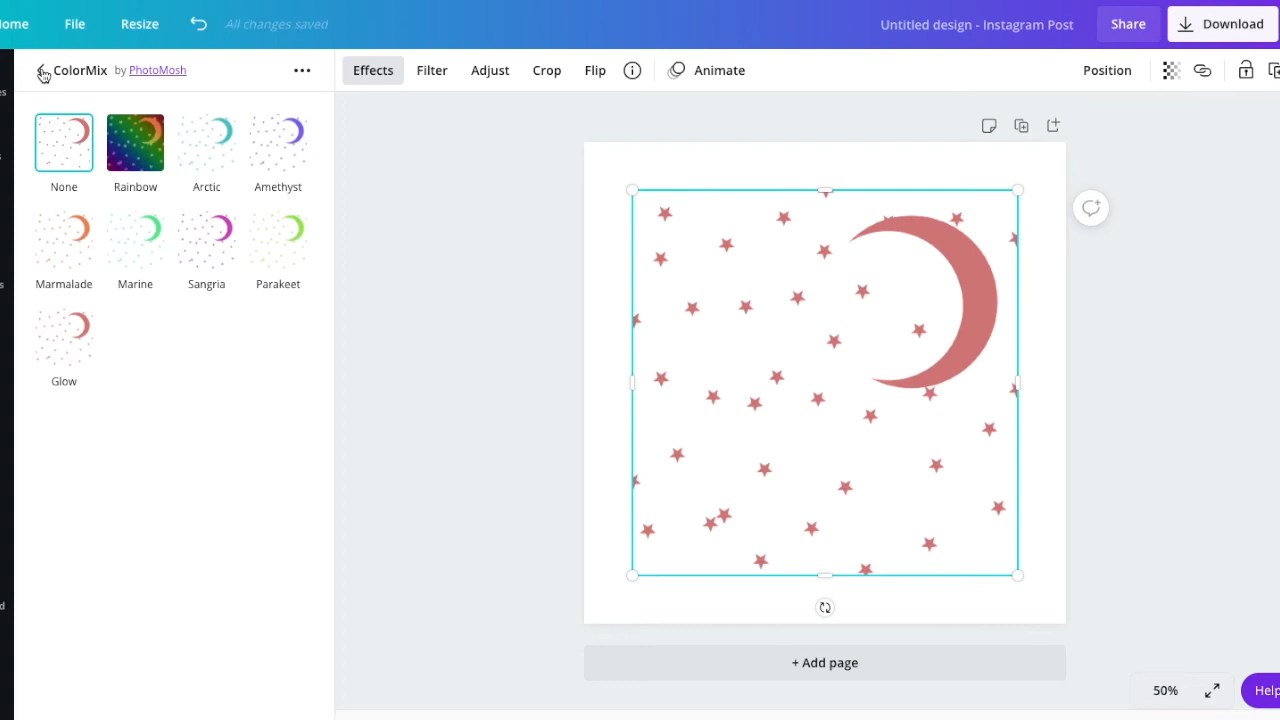 ome File Resize All changes saved Untitled design - Instagram Post Share Download
ColorMix by PhotoMosh ••• Effects Filter Adjust Crop Flip Animate Position
es
None Rainbow Arctic Amethyst
s
Marmalade Marine Sangria Parakeet
s
Glow
d
+ Add page
50% Help